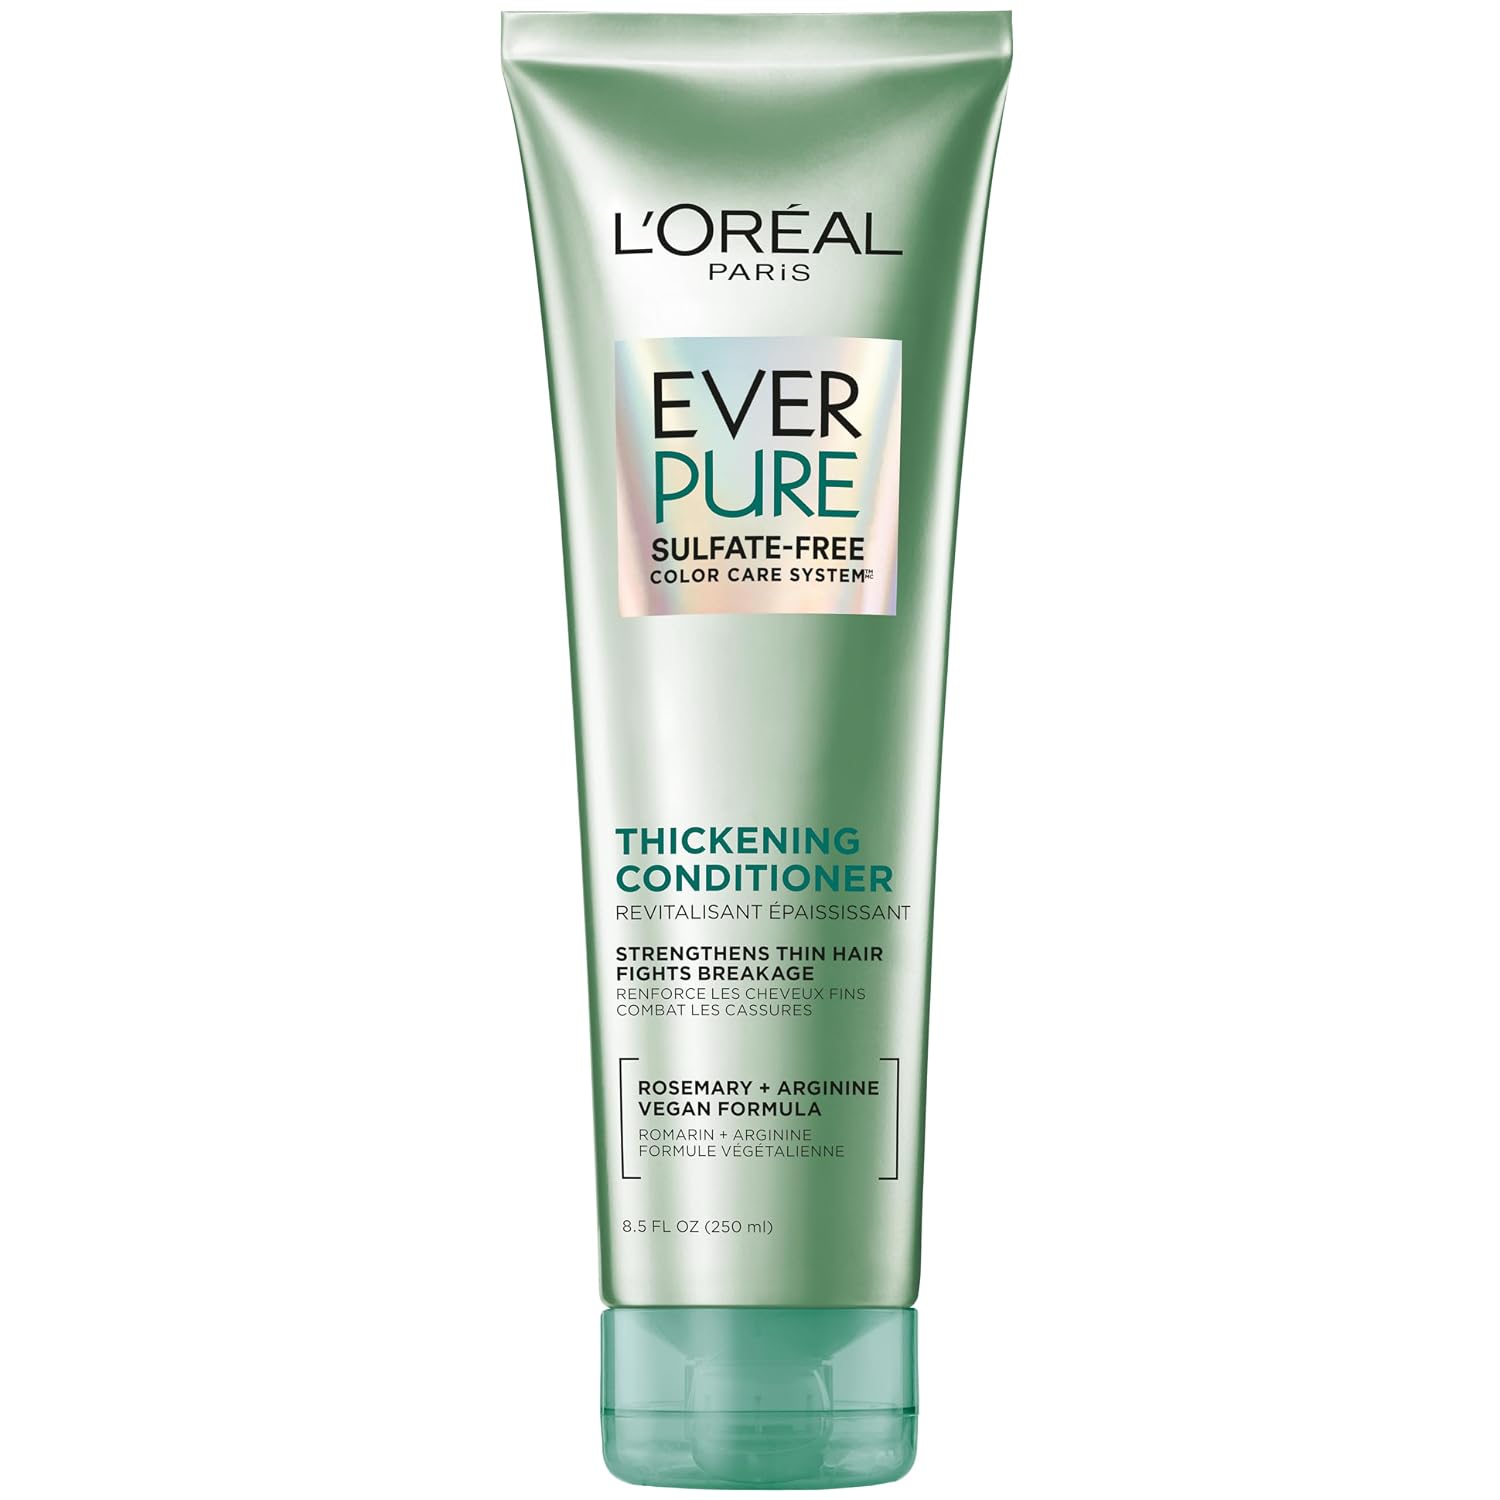 L'ORÉAL
PARiS
EVER
PURE
SULFATE-FREE
COLOR CARE SYSTEM™ MC
THICKENING
CONDITIONER
REVITALISANT ÉPAISSISSANT
STRENGTHENS THIN HAIR
FIGHTS BREAKAGE
RENFORCE LES CHEVEUX FINS
COMBAT LES CASSURES
ROSEMARY + ARGININE
VEGAN FORMULA
ROMARIN + ARGININE
FORMULE VÉGÉTALIENNE
8.5 FL OZ (250 ml)